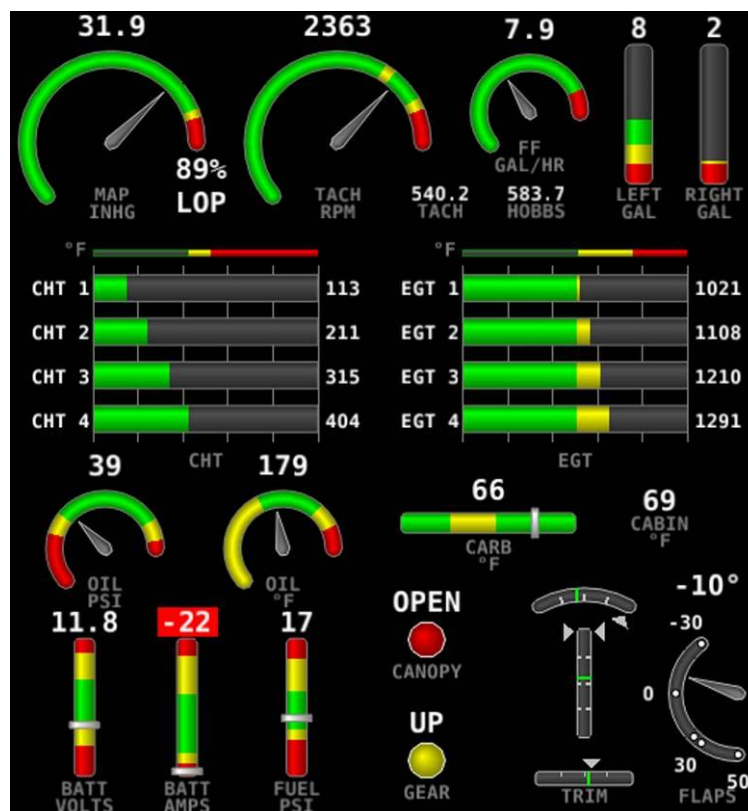 31.9 2363 7.9 8 2
89%
LOP
MAP
INHG
TACH
RPM
FF
GAL/HR
540.2
TACH
583.7
HOBBS
LEFT
GAL
RIGHT
GAL
°F
CHT 1 113
CHT 2 211
CHT 3 315
CHT 4 404
CHT
°F
EGT 1 1021
EGT 2 1108
EGT 3 1210
EGT 4 1291
EGT
39
OIL
PSI
179
OIL
°F
66
CARB
°F
69
CABIN
°F
11.8
BATT
VOLTS
-22
BATT
AMPS
17
FUEL
PSI
OPEN
CANOPY
UP
GEAR
TRIM
-10°
-30
0
30
50
FLAPS